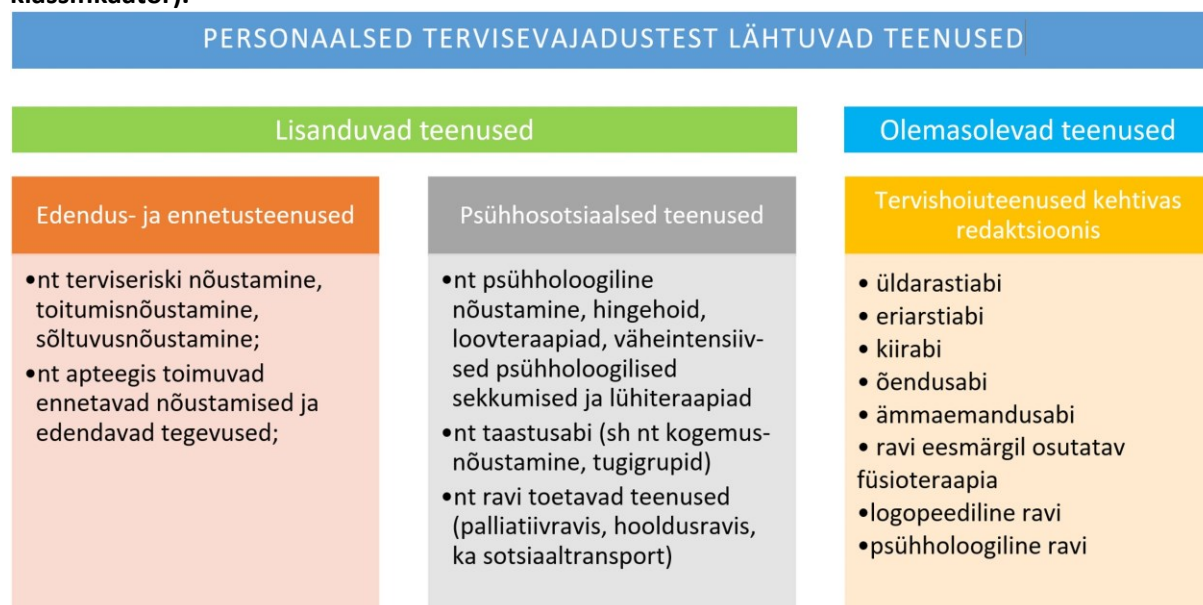 klassifikaator).
PERSONAALSED TERVISEVAJADUSTEST LÄHTUVAD TEENUSED
Lisanduvad teenused
Olemasolevad teenused
Edendus- ja ennetusteenused
•nt terviseriski nõustamine,
toitumisnõustamine,
sõltuvusnõustamine;
•nt apteegis toimuvad
ennetavad nõustamised ja
edendavad tegevused;
Psühhosotsiaalsed teenused
•nt psühholoogiline
nõustamine, hingehoid,
loovteraapiad, väheintensiiv-
sed psühholoogilised
sekkumised ja lühiteraapiad
•nt taastusabi (sh nt kogemus-
nõustamine, tugigrupid)
•nt ravi toetavad teenused
(palliatiivravis, hooldusravis,
ka sotsiaaltransport)
Tervishoiuteenused kehtivas
redaktsioonis
• üldarastiabi
• eriarstiabi
• kiirabi
• õendusabi
• ämmaemandusabi
• ravi eesmärgil osutatav
füsioteraapia
•logopeediline ravi
•psühholoogiline ravi